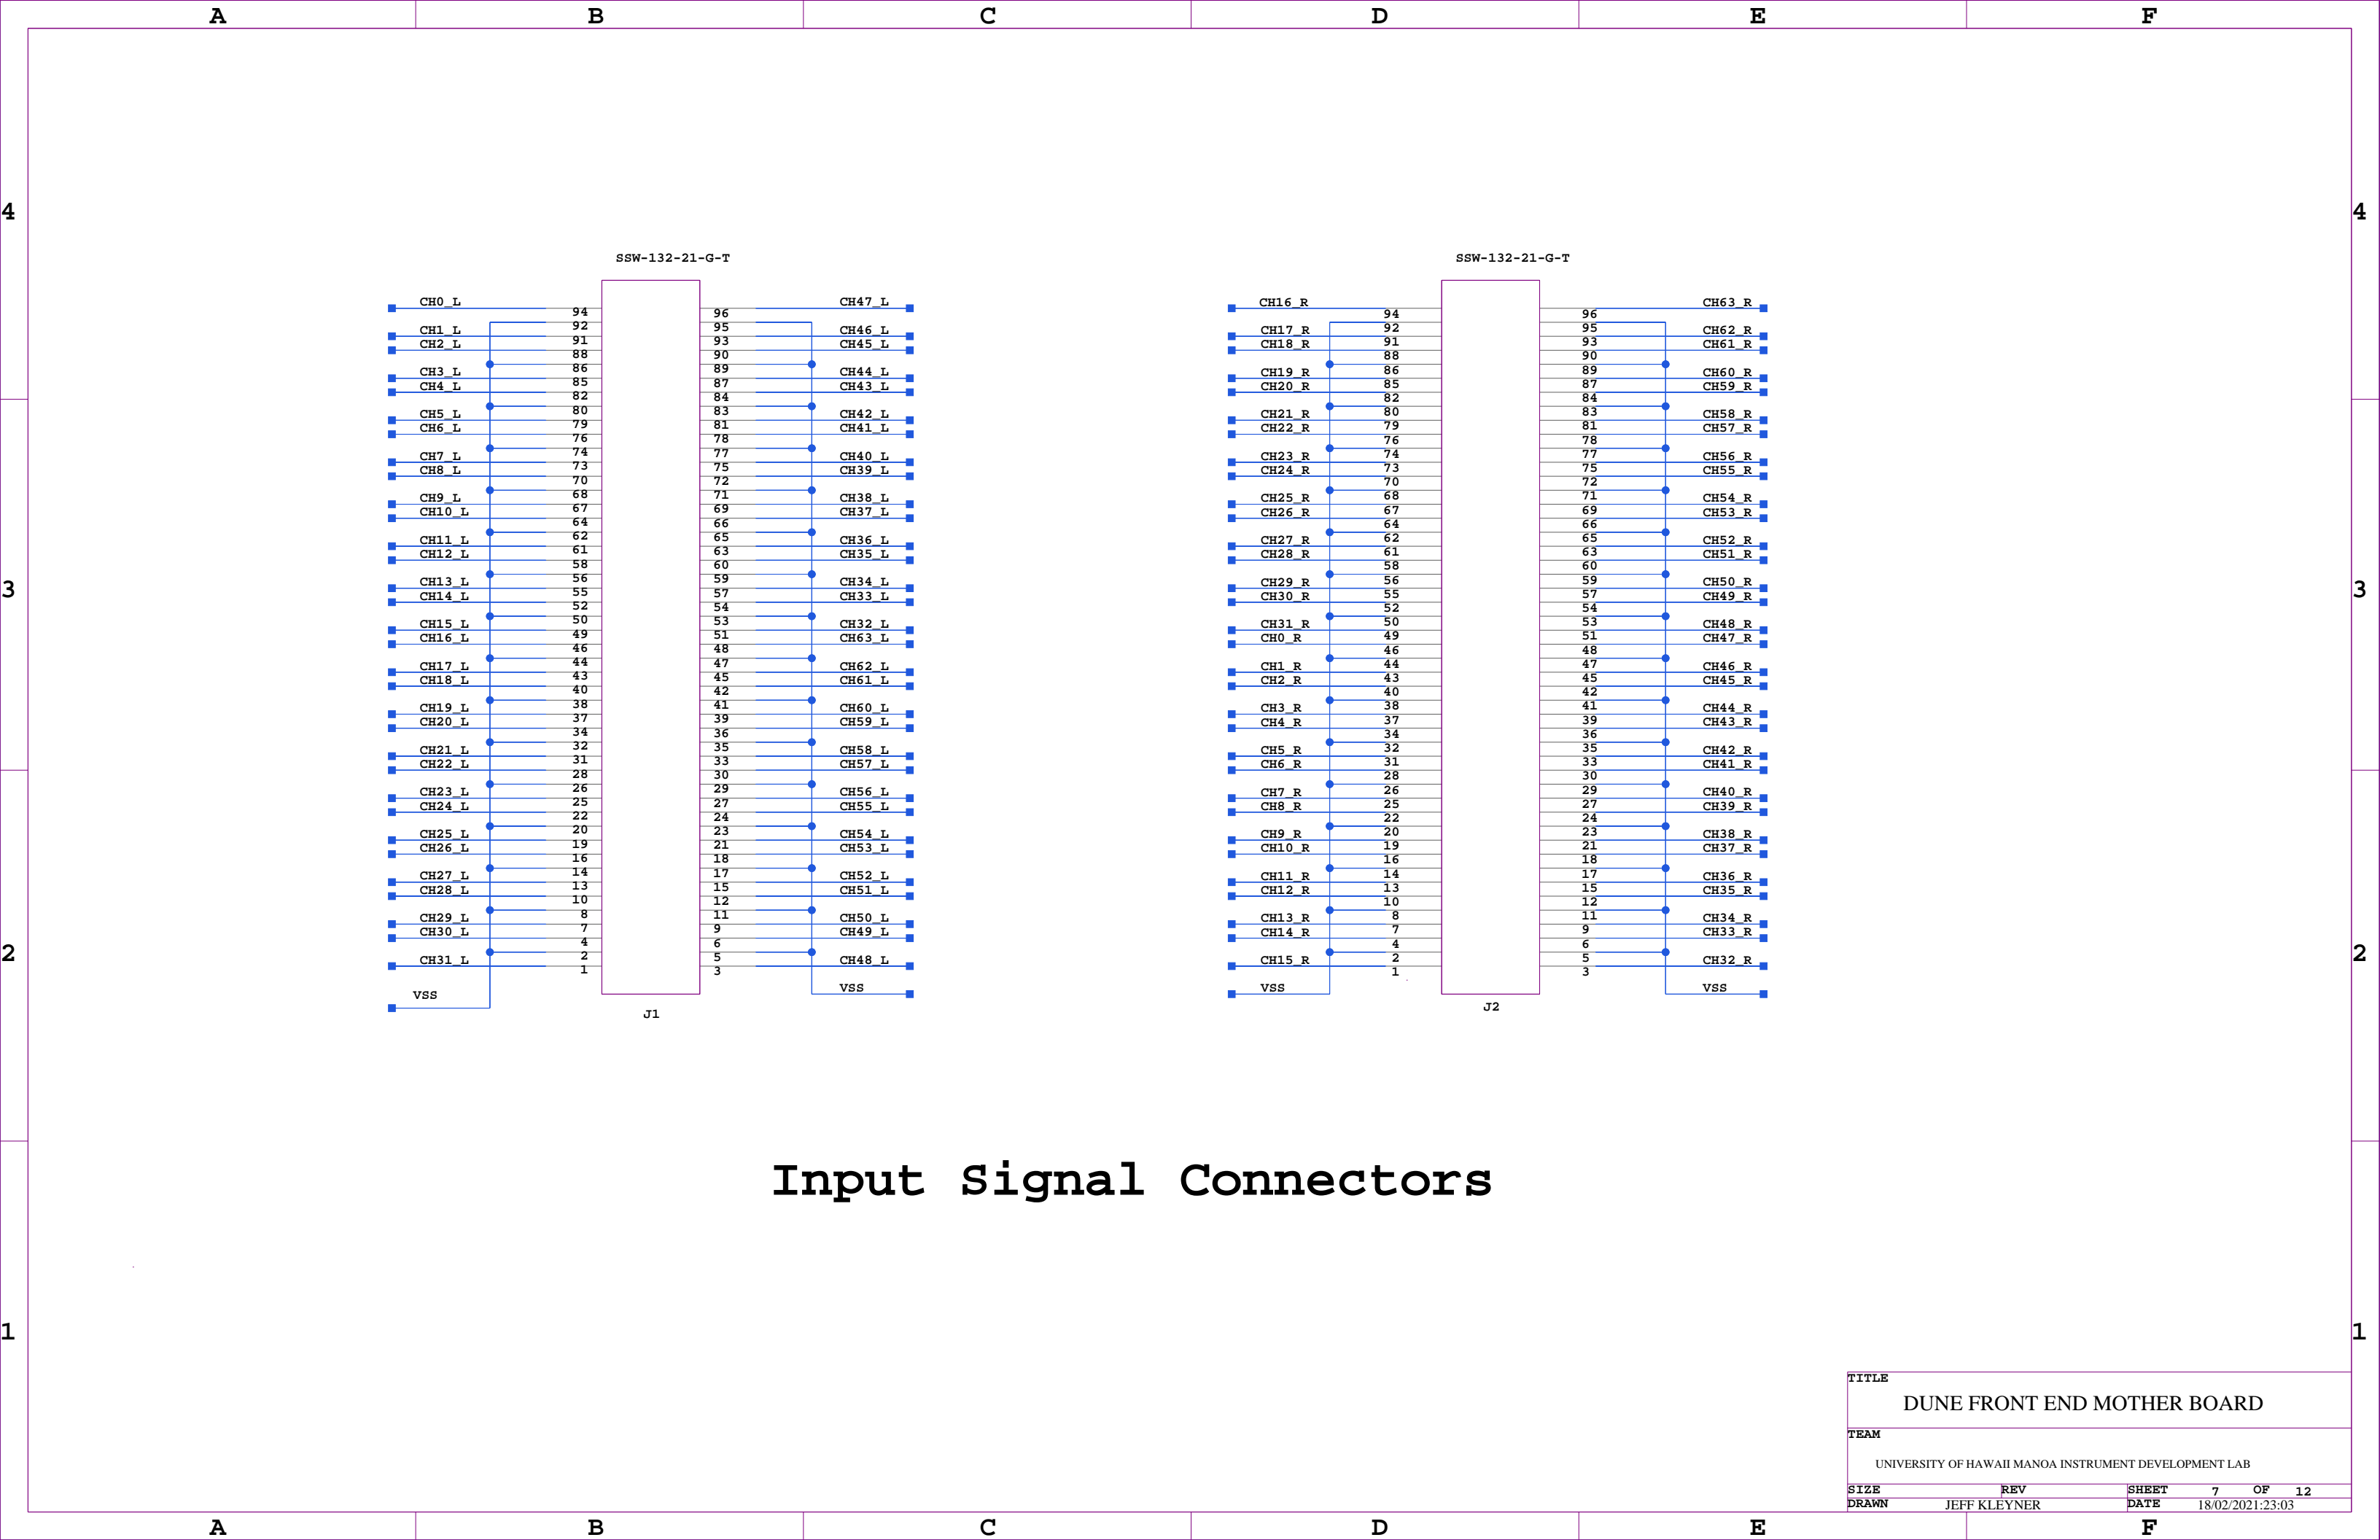 A B C D E F
4 4
SSW-132-21-G-T SSW-132-21-G-T
CH0_L 94 96 CH47_L CH16_R 94 96 CH63_R
92 95 92 95
CH1_L 91 93 CH46_L CH17_R 91 93 CH62_R
CH2_L 88 90 CH45_L CH18_R 88 90 CH61_R
86 89 86 89
CH3_L 85 87 CH44_L CH19_R 85 87 CH60_R
CH4_L 82 84 CH43_L CH20_R 82 84 CH59_R
80 83 80 83
CH5_L 79 81 CH42_L CH21_R 79 81 CH58_R
CH6_L 76 78 CH41_L CH22_R 76 78 CH57_R
74 77 74 77
CH7_L 73 75 CH40_L CH23_R 73 75 CH56_R
CH8_L 70 72 CH39_L CH24_R 70 72 CH55_R
68 71 68 71
CH9_L 67 69 CH38_L CH25_R 67 69 CH54_R
CH10_L 64 66 CH37_L CH26_R 64 66 CH53_R
62 65 62 65
CH11_L 61 63 CH36_L CH27_R 61 63 CH52_R
CH12_L 58 60 CH35_L CH28_R 58 60 CH51_R
56 59 56 59
3 CH13_L 55 57 CH34_L CH29_R 55 57 CH50_R 3
CH14_L 52 54 CH33_L CH30_R 52 54 CH49_R
50 53 50 53
CH15_L 49 51 CH32_L CH31_R 49 51 CH48_R
CH16_L 46 48 CH63_L CH0_R 46 48 CH47_R
44 47 44 47
CH17_L 43 45 CH62_L CH1_R 43 45 CH46_R
CH18_L 40 42 CH61_L CH2_R 40 42 CH45_R
38 41 38 41
CH19_L 37 39 CH60_L CH3_R 37 39 CH44_R
CH20_L 34 36 CH59_L CH4_R 34 36 CH43_R
32 35 32 35
CH21_L 31 33 CH58_L CH5_R 31 33 CH42_R
CH22_L 28 30 CH57_L CH6_R 28 30 CH41_R
26 29 26 29
CH23_L 25 27 CH56_L CH7_R 25 27 CH40_R
CH24_L 22 24 CH55_L CH8_R 22 24 CH39_R
20 23 20 23
CH25_L 19 21 CH54_L CH9_R 19 21 CH38_R
CH26_L 16 18 CH53_L CH10_R 16 18 CH37_R
14 17 14 17
CH27_L 13 15 CH52_L CH11_R 13 15 CH36_R
CH28_L 10 12 CH51_L CH12_R 10 12 CH35_R
8 11 8 11
CH29_L 7 9 CH50_L CH13_R 7 9 CH34_R
CH30_L 4 6 CH49_L CH14_R 4 6 CH33_R
2 2 5 2 5 2
CH31_L 1 3 CH48_L CH15_R 1 3 CH32_R
VSS VSS VSS VSS
J1 J2
Input Signal Connectors
1 1
TITLE
DUNE FRONT END MOTHER BOARD
TEAM
UNIVERSITY OF HAWAII MANOA INSTRUMENT DEVELOPMENT LAB
SIZE REV SHEET 7 OF 12
DRAWN JEFF KLEYNER DATE 18/02/2021:23:03
A B C D E F